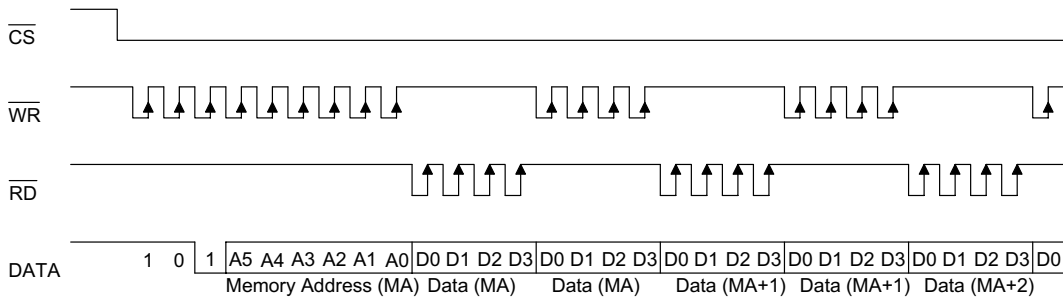 CS
WR
RD
DATA
1 0 1 A5 A4 A3 A2 A1 A0 D0 D1 D2 D3 D0 D1 D2 D3 D0 D1 D2 D3 D0 D1 D2 D3 D0 D1 D2 D3 D0
Memory Address (MA) Data (MA) Data (MA) Data (MA+1) Data (MA+1) Data (MA+2)